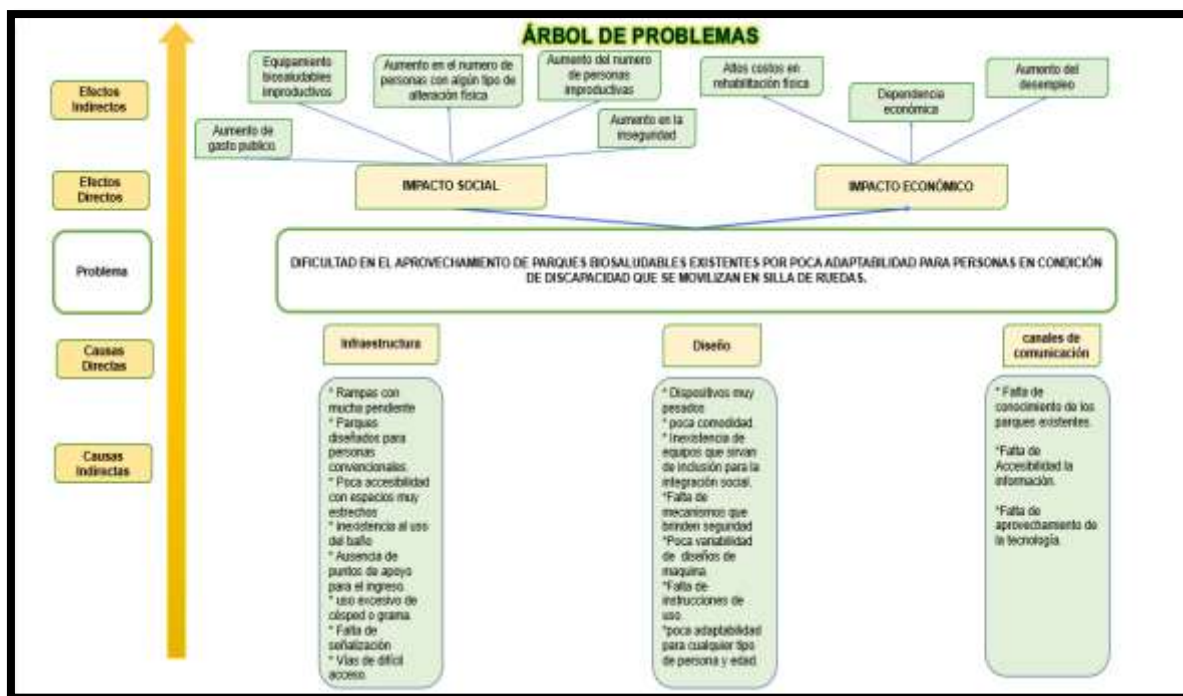 ÁRBOL DE PROBLEMAS
Efectos
Indirectos
Equipamiento
biosaludables
improductivos
Aumento en el numero de
personas con algún tipo de
alteración física
Aumento del numero
de personas
improductivas
Altos costos en
rehabilitación física
Aumento del
desempleo
Dependencia
económica
Aumento de
gasto publico
Aumento en la
inseguridad
Efectos
Directos
IMPACTO SOCIAL
IMPACTO ECONÓMICO
Problema
DIFICULTAD EN EL APROVECHAMIENTO DE PARQUES BIOSALUDABLES EXISTENTES POR POCA ADAPTABILIDAD PARA PERSONAS EN CONDICIÓN
DE DISCAPACIDAD QUE SE MOVILIZAN EN SILLA DE RUEDAS.
Causas
Directas
Infraestructura
Diseño
canales de
comunicación
Causas
Indirectas
* Rampas con
mucha pendiente
* Parques
diseñados para
personas
convencionales.
* Poca accesibilidad
con espacios muy
estrechos
* Inexistencia al uso
del baño
* Ausencia de
puntos de apoyo
para el ingreso.
* uso excesivo de
césped o grama.
* Falta de
señalización
* Vías de difícil
acceso.
* Dispositivos muy
pesados
* poca comodidad.
* Inexistencia de
equipos que sirvan
de inclusión para la
integración social.
*Falta de
mecanismos que
brinden seguridad
*Poca variabilidad
de diseños de
maquina
*Falta de
instrucciones de
uso.
*poca adaptabilidad
para cualquier tipo
de persona y edad.
* Falta de
conocimiento de los
parques existentes.
*Falta de
Accesibilidad la
información.
*Falta de
aprovechamiento de
la tecnología.